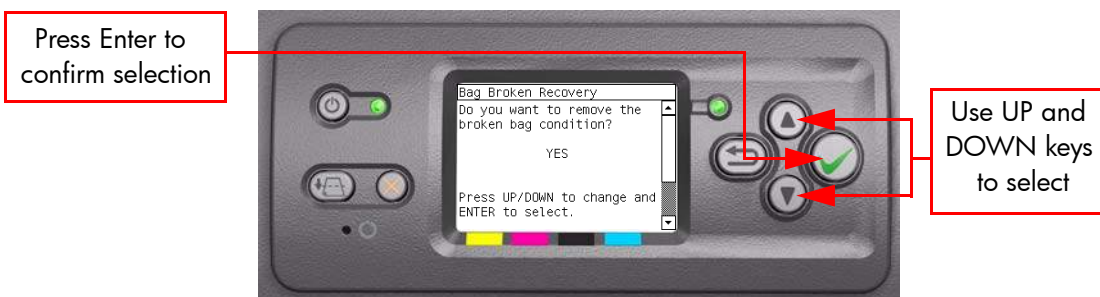 Press Enter to
confirm selection
Bag Broken Recovery
Do you want to remove the
broken bag condition?
YES
Press UP/DOWN to change and
ENTER to select.
Use UP and
DOWN keys
to select